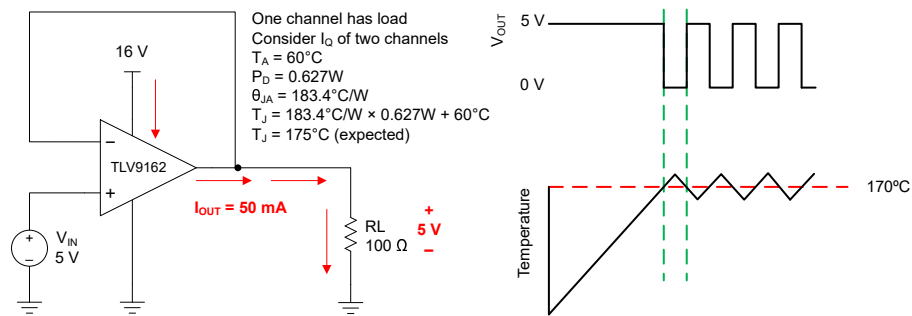 One channel has load
Consider IQ of two channels
TA = 60°C
PD = 0.627W
θJA = 183.4°C/W
TJ = 183.4°C/W × 0.627W + 60°C
TJ = 175°C (expected)
16 V
−
TLV9162
+
IOUT = 50 mA
+
−
VIN
5 V
RL
100 Ω
+
5 V
−
VOUT
5 V
0 V
Temperature
170ºC